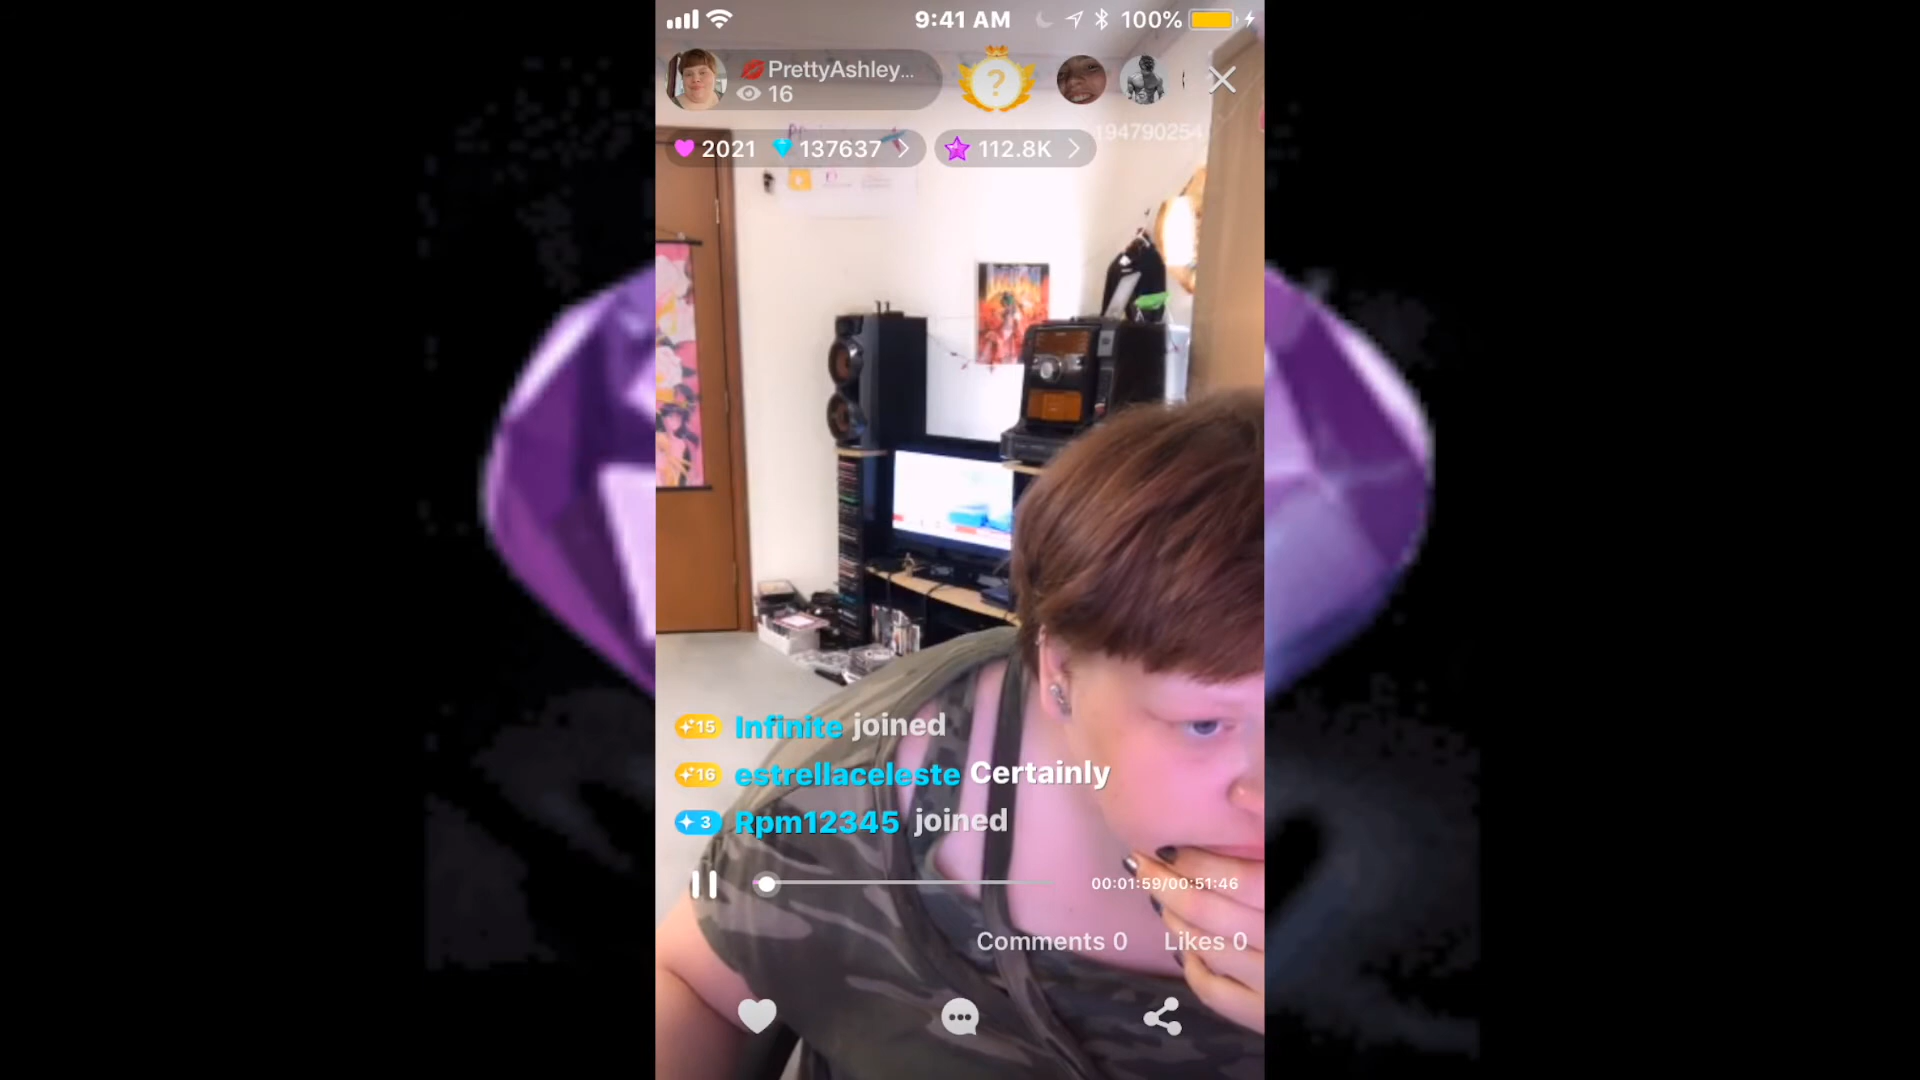 9:41 AM 100%
PrettyAshley...
16
?
194790254
2021 137637 112.8K
15 Infinite joined
16 estrellaceleste Certainly
3 Rpm12345 joined
00:01:59/00:51:46
Comments 0 Likes 0